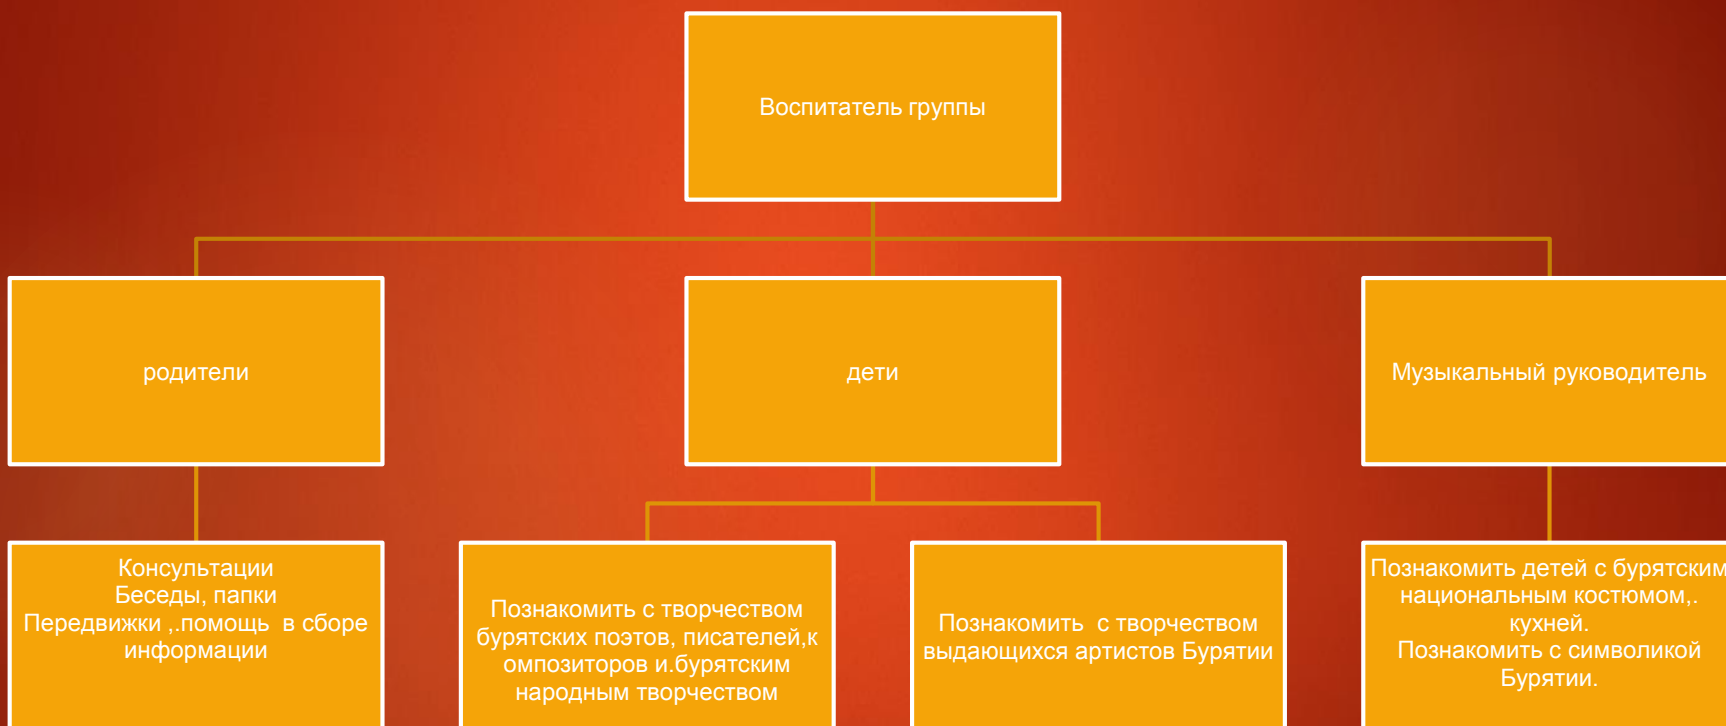 Воспитатель группы
родители
дети
Музыкальный руководитель
Консультации
Беседы, папки
Передвижки ,.помощь  в сборе
информации
Познакомить с творчеством
бурятских поэтов, писателей,к
омпозиторов и.бурятским
народным творчеством
Познакомить  с творчеством
выдающихся артистов Бурятии
Познакомить детей с бурятским
национальным костюмом,.
кухней.
Познакомить с символикой
Бурятии.